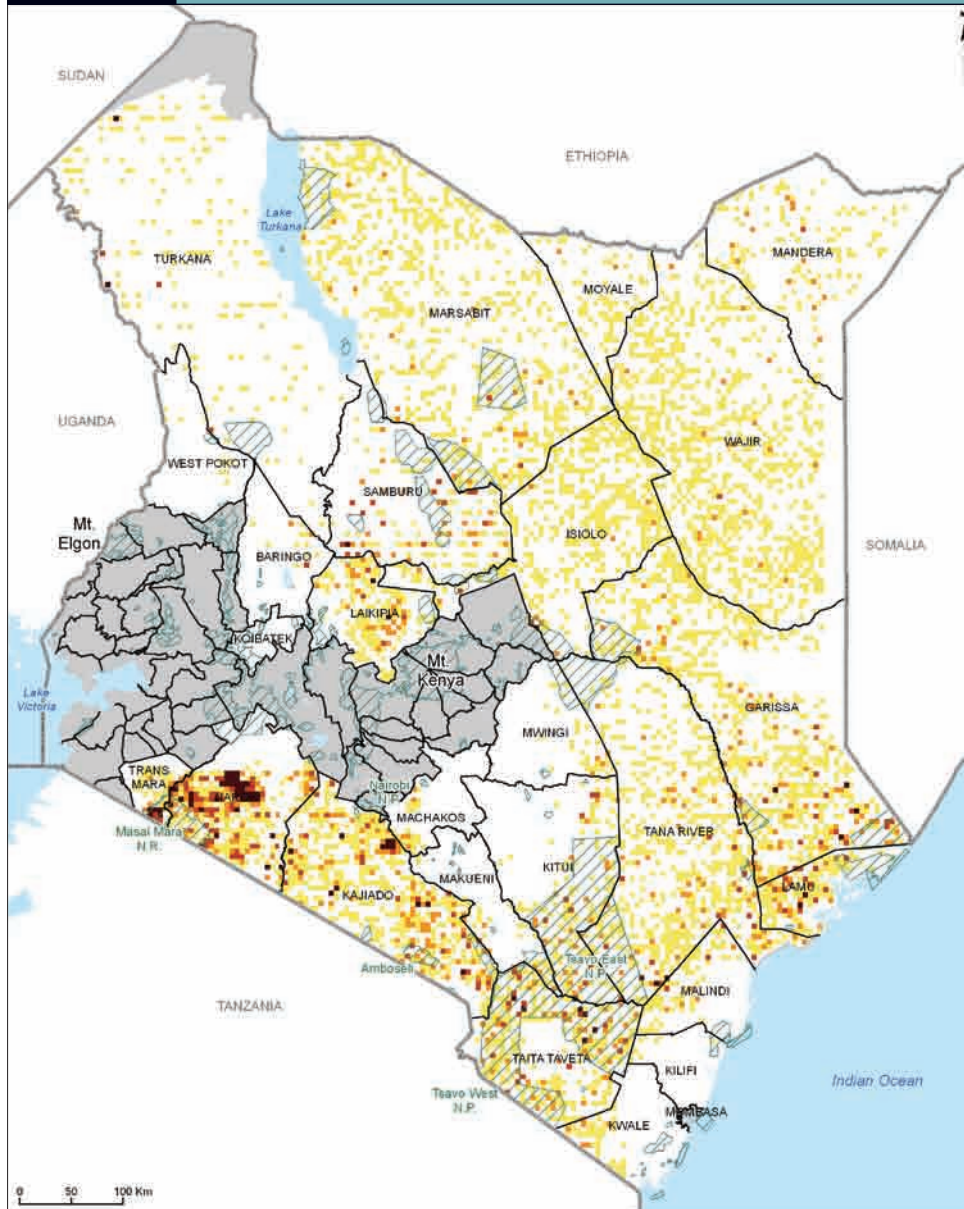 SUDAN
ETHIOPIA
Lake
Turkana
TURKANA
MANDERA
MOYALE
MARSABIT
UGANDA
WAJIR
WEST POKOT
SAMBURU
Mt.
Elgon
ISIOLO
SOMALIA
BARINGO
LAIKIPIA
KOIBATEK
Mt.
Kenya
Lake
Victoria
GARISSA
MWINGI
TRANS
MARA
Nairobi
N.P.
MACHAKOS
Masai Mara
N.R.
TANA RIVER
KITUI
MAKUENI
LAMU
KAJIADO
Amboseli
Tsavo East
N.P.
MALINDI
TANZANIA
TAITA TAVETA
KILIFI
Indian Ocean
Tsavo West
N.P.
MOMBASA
KWALE
0 50 100 Km